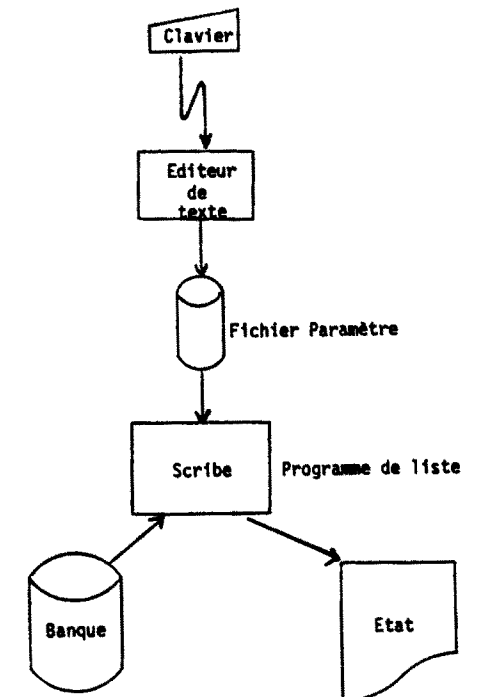 Clavier
Editeur
de
texte
Fichier Paramètre
Scribe
Programme de liste
Banque
Etat